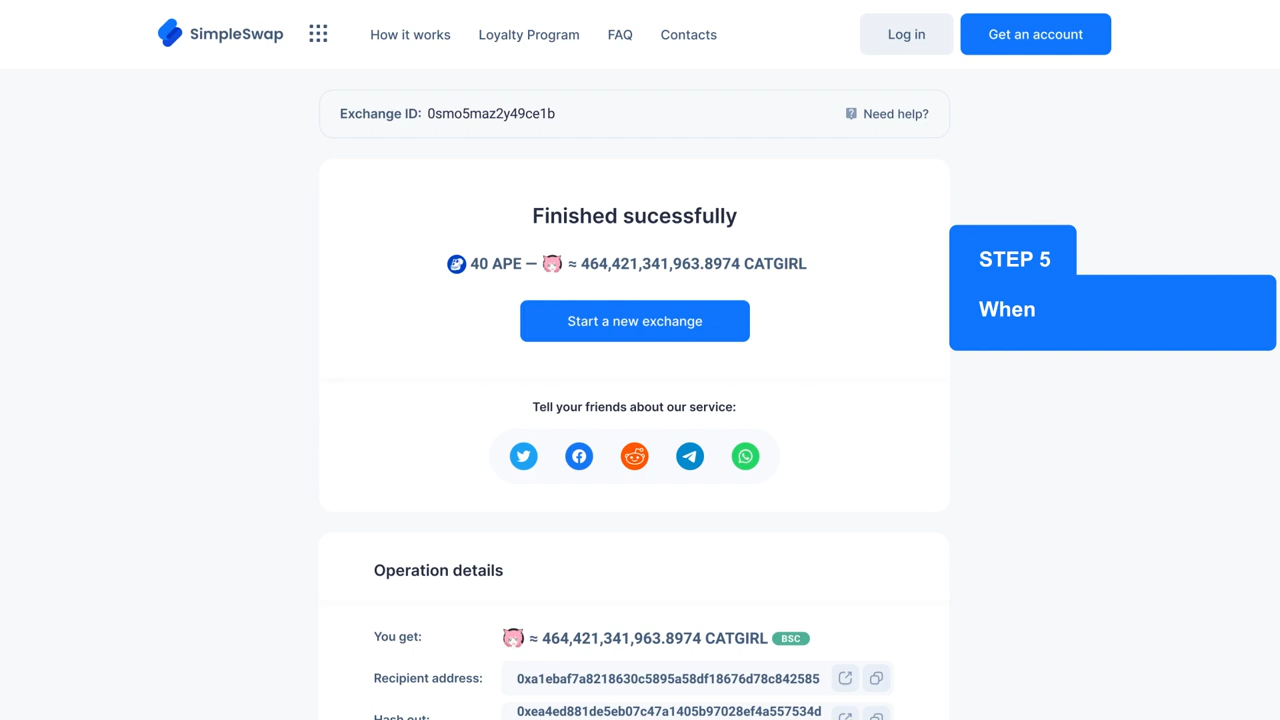 SimpleSwap How it works Loyalty Program FAQ Contacts Log in Get an account
Exchange ID: 0smo5maz2y49ce1b Need help?
Finished sucessfully
40 APE — ≈ 464,421,341,963.8974 CATGIRL
Start a new exchange
STEP 5
When
Tell your friends about our service:
Operation details
You get: ≈ 464,421,341,963.8974 CATGIRL BSC
Recipient address: 0xa1ebaf7a8218630c5895a58df18676d78c842585
Hash out: 0xea4ed881de5eb07c47a1405b97028ef4a557534d